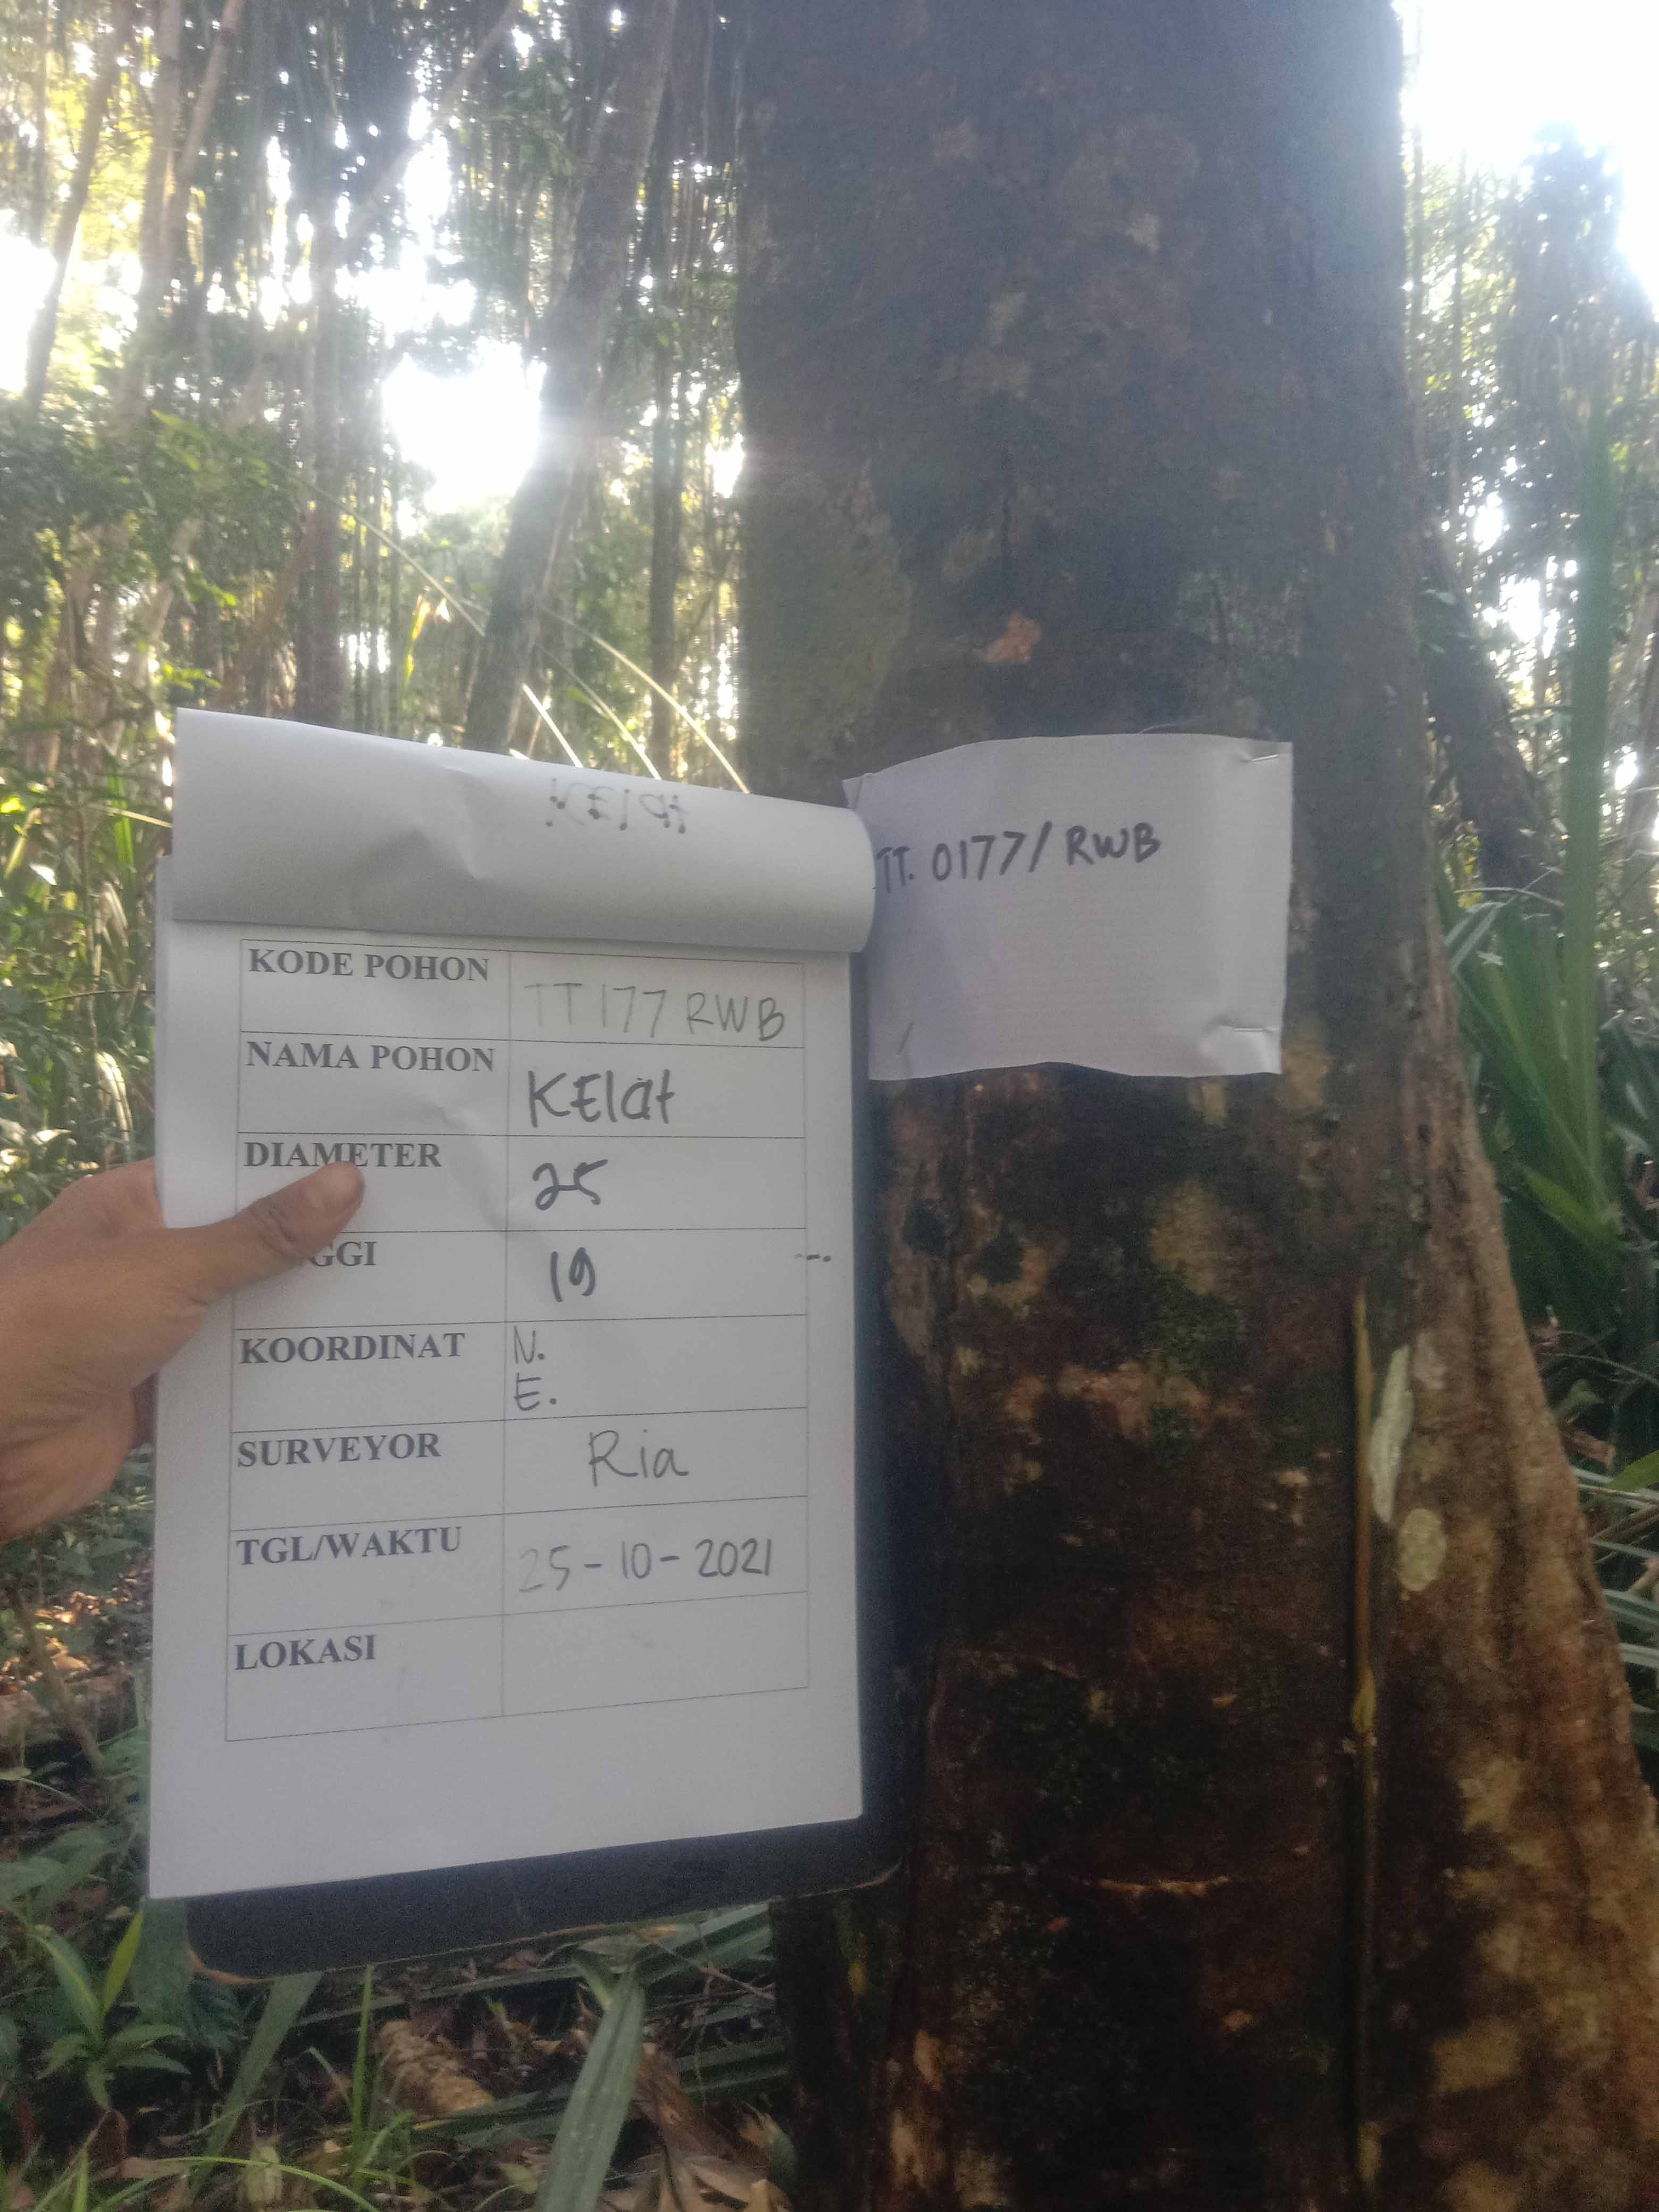 KElat
TT. 0177/ RWB
KODE POHON TT 177 RWB
NAMA POHON KElat
DIAMETER 25
GGI 19
KOORDINAT N.
E.
SURVEYOR Ria
TGL/WAKTU 25-10-2021
LOKASI